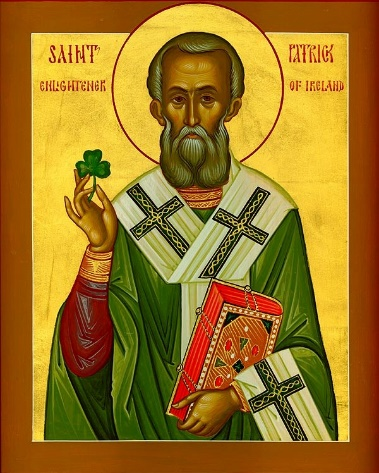 SAINT PATRICK
ENLIGHTENER OF IRELAND